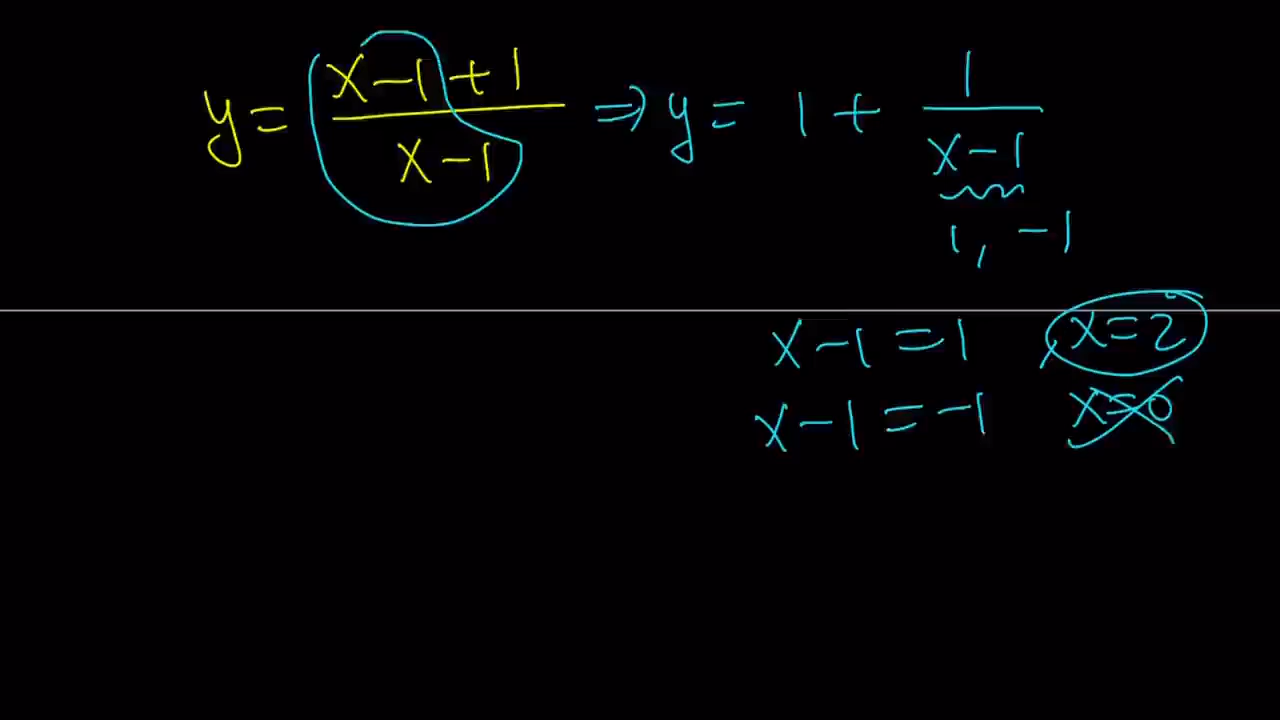 y = (x-1+1)/(x-1) ⇒ y = 1 + 1/(x-1)
1, -1
x-1=1 x=2
x-1=-1 x=0